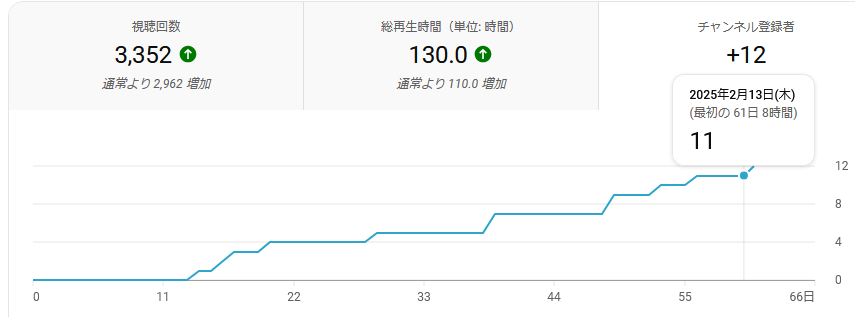 視聴回数
3,352
通常より 2,962 増加
総再生時間（単位: 時間）
130.0
通常より 110.0 増加
チャンネル登録者
+12
2025年2月13日(木)
(最初の 61日 8時間)
11
12
8
4
0
0 11 22 33 44 55 66日